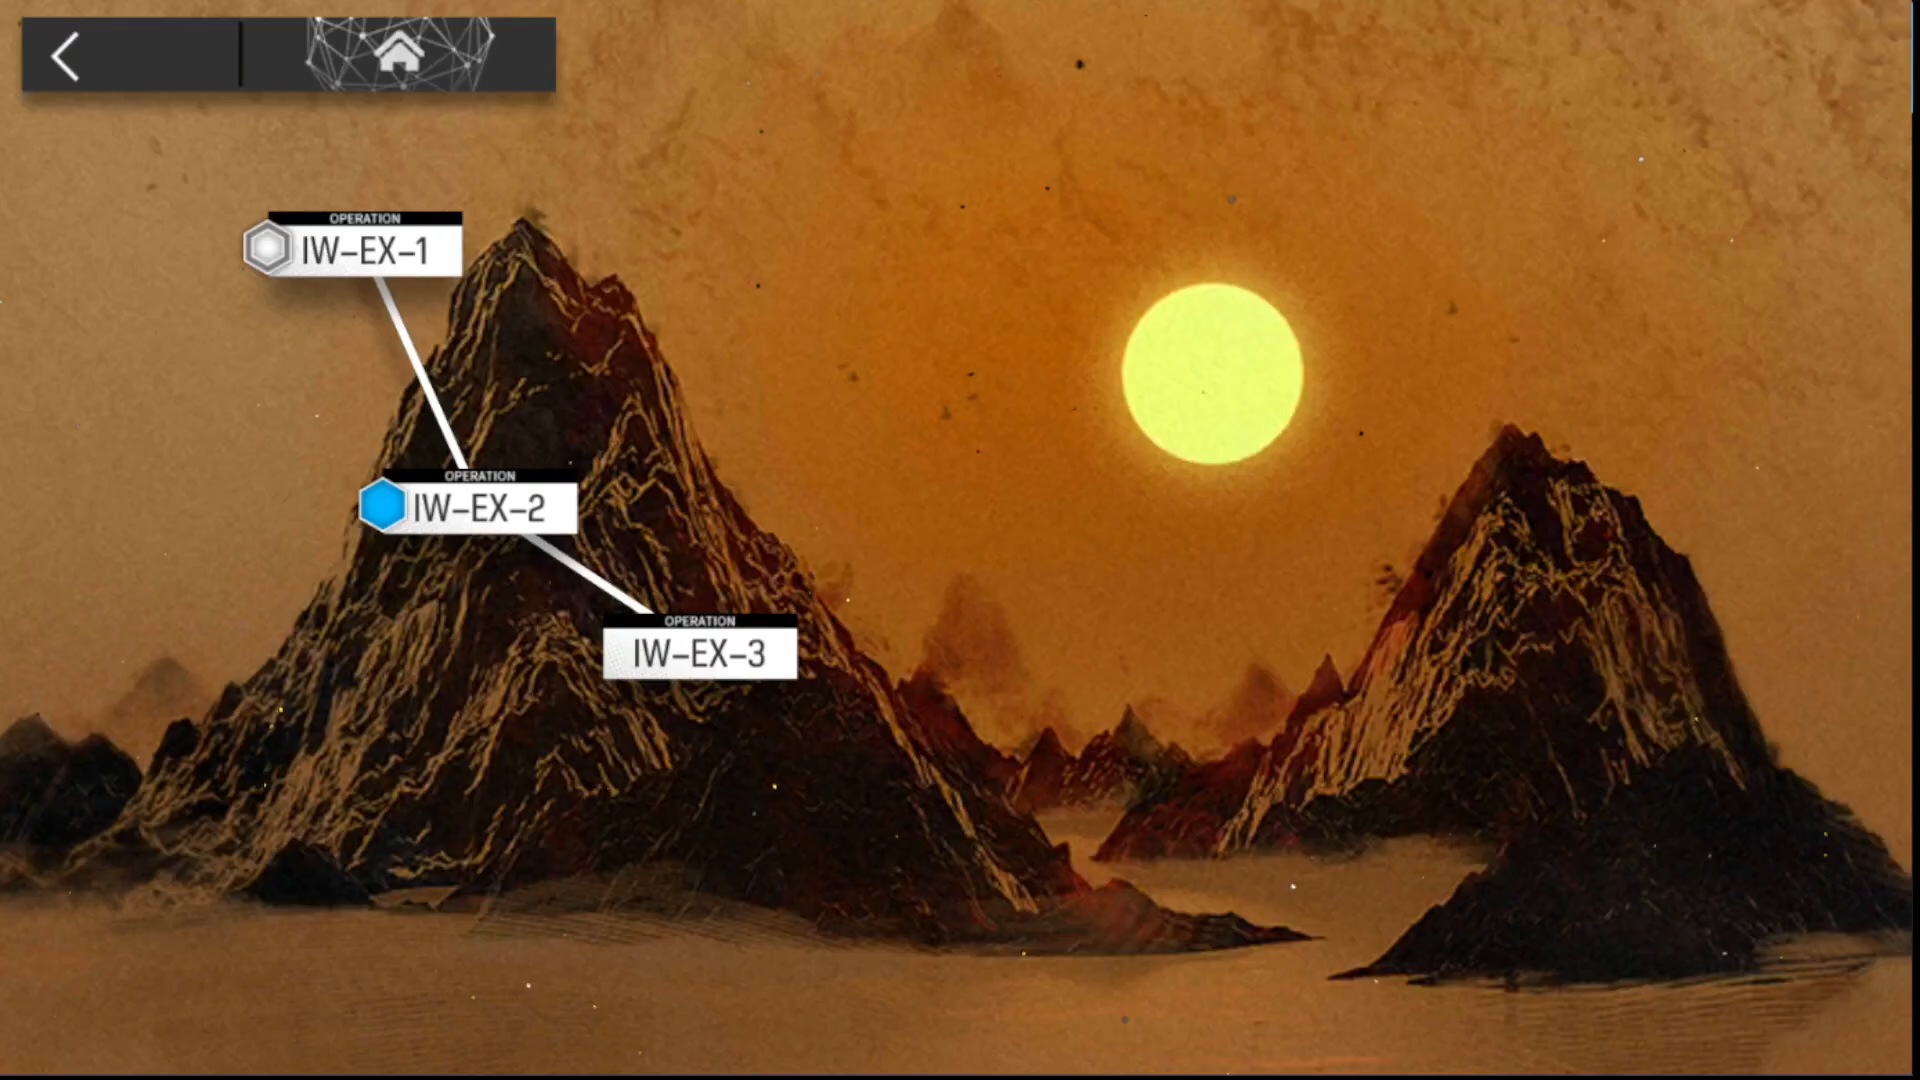 OPERATION
IW-EX-1
OPERATION
IW-EX-2
OPERATION
IW-EX-3